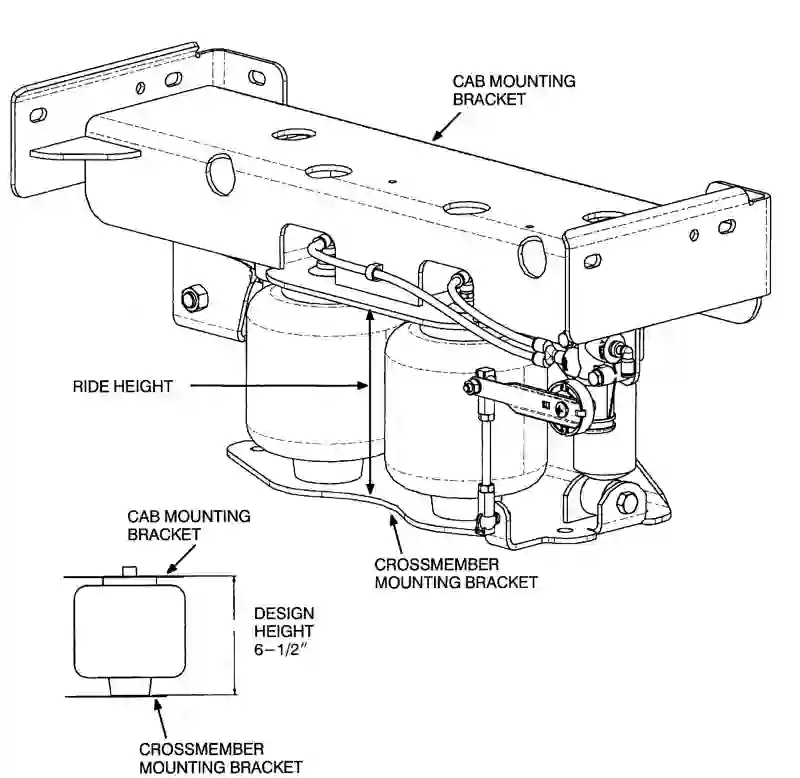 CAB MOUNTING
BRACKET
RIDE HEIGHT
CAB MOUNTING
BRACKET
CROSSMEMBER
MOUNTING BRACKET
DESIGN
HEIGHT
6–1/2"
CROSSMEMBER
MOUNTING BRACKET